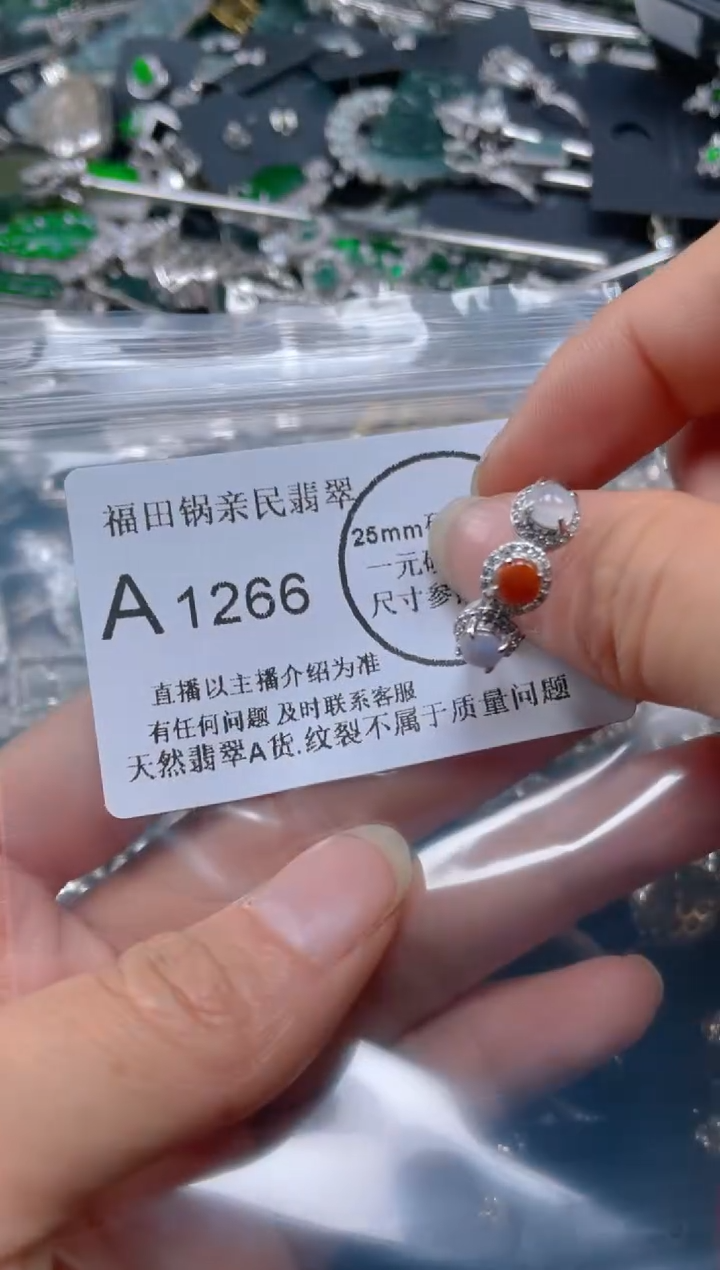 福田锅亲民翡翠
A 1266
25mm
一元
尺寸参
直播以主播介绍为准
有任何问题 及时联系客服
天然翡翠A货.纹裂不属于质量问题